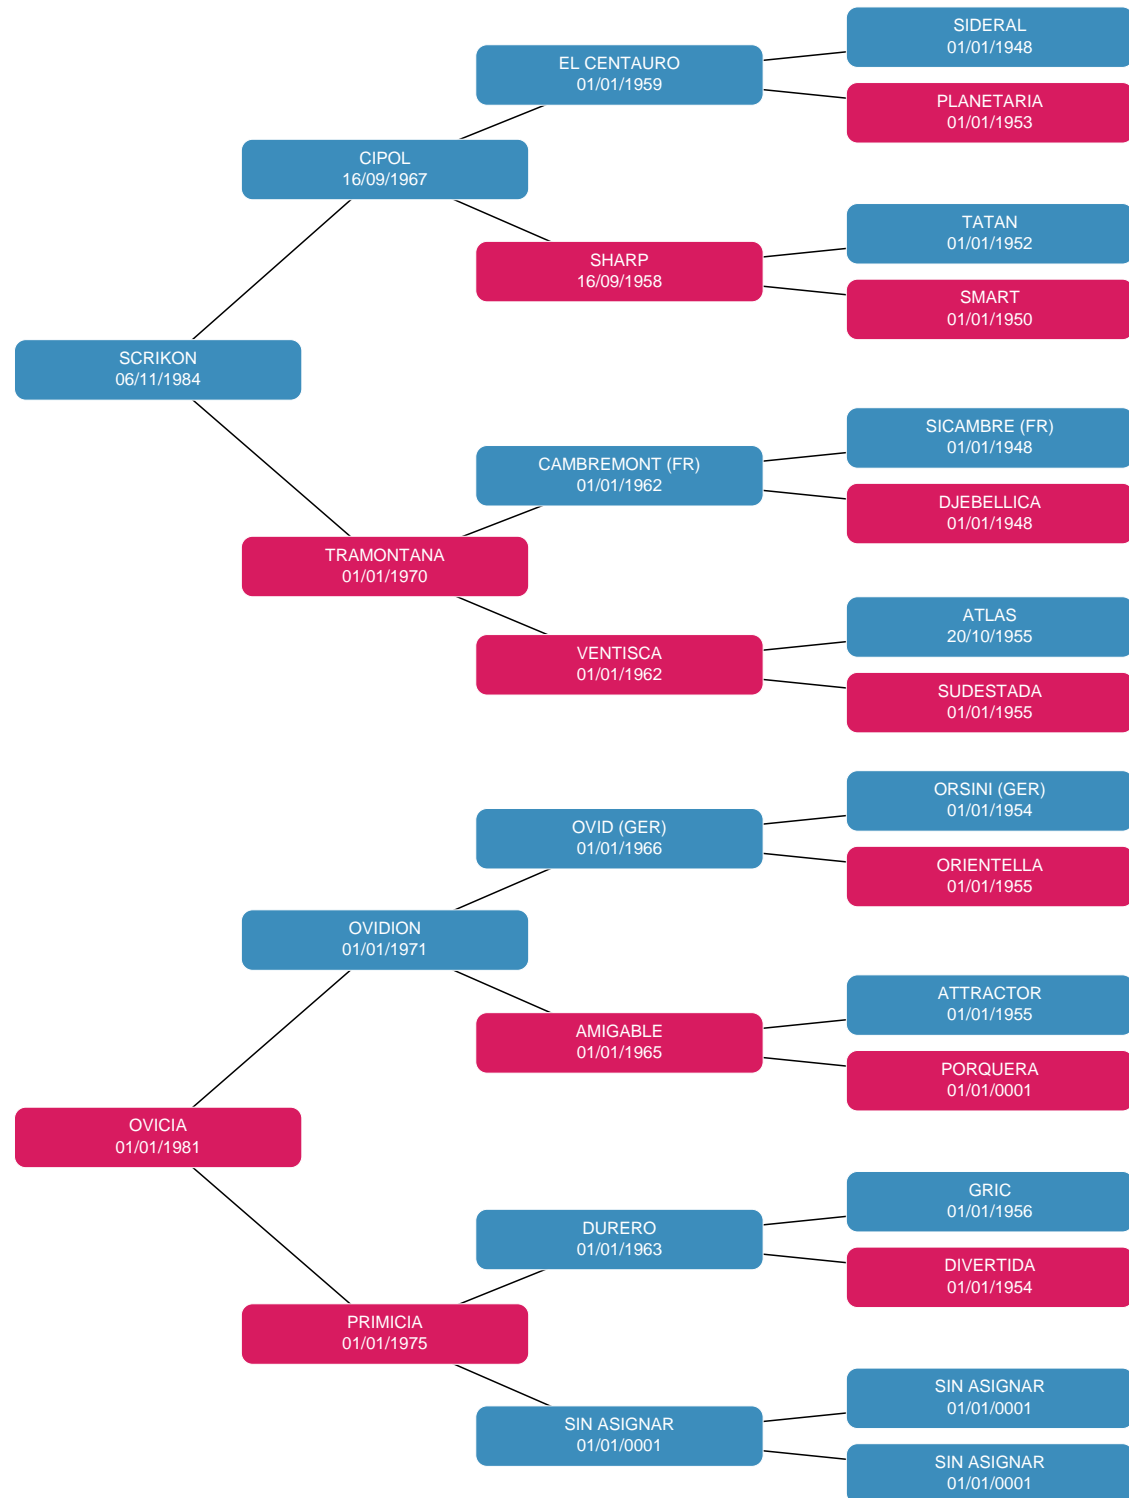 SIDERAL
01/01/1948
EL CENTAURO
01/01/1959
PLANETARIA
01/01/1953
CIPOL
16/09/1967
TATAN
01/01/1952
SHARP
16/09/1958
SMART
01/01/1950
SCRIKON
06/11/1984
SICAMBRE (FR)
01/01/1948
CAMBREMONT (FR)
01/01/1962
DJEBELLICA
01/01/1948
TRAMONTANA
01/01/1970
ATLAS
20/10/1955
VENTISCA
01/01/1962
SUDESTADA
01/01/1955
ORSINI (GER)
01/01/1954
OVID (GER)
01/01/1966
ORIENTELLA
01/01/1955
OVIDION
01/01/1971
ATTRACTOR
01/01/1955
AMIGABLE
01/01/1965
PORQUERA
01/01/0001
OVICIA
01/01/1981
GRIC
01/01/1956
DURERO
01/01/1963
DIVERTIDA
01/01/1954
PRIMICIA
01/01/1975
SIN ASIGNAR
01/01/0001
SIN ASIGNAR
01/01/0001
SIN ASIGNAR
01/01/0001